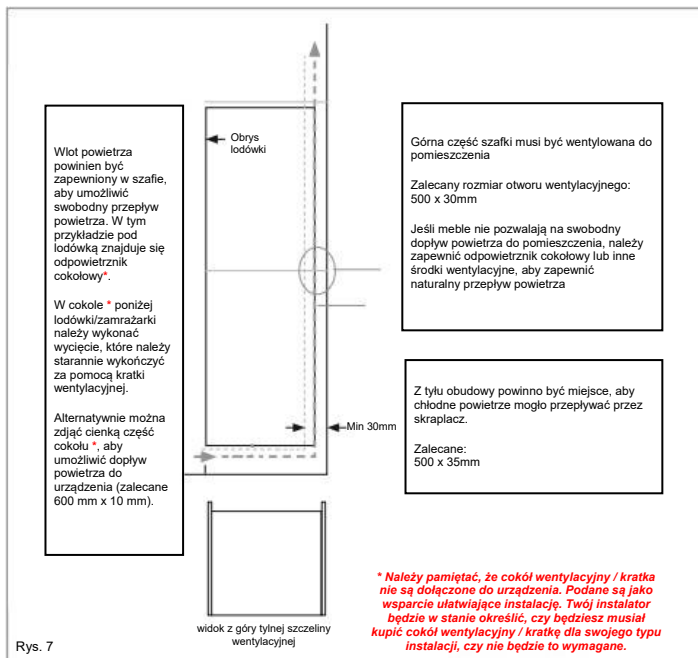 Wlot powietrza
powinien być
zapewniony w szafie,
aby umożliwić
swobodny przepływ
powietrza. W tym
przykładzie pod
lodówką znajduje się
odpowietrznik
cokołowy*.
W cokole * poniżej
lodówki/zamrażarki
należy wykonać
wycięcie, które należy
starannie wykończyć
za pomocą kratki
wentylacyjnej.
Alternatywnie można
zdjąć cienką część
cokołu *, aby
umożliwić dopływ
powietrza do
urządzenia (zalecane
600 mm x 10 mm).
Obrys
lodówki
Min 30mm
Górna część szafki musi być wentylowana do
pomieszczenia
Zalecany rozmiar otworu wentylacyjnego:
500 x 30mm
Jeśli meble nie pozwalają na swobodny
dopływ powietrza do pomieszczenia, należy
zapewnić odpowietrznik cokołowy lub inne
środki wentylacyjne, aby zapewnić
naturalny przepływ powietrza
Z tyłu obudowy powinno być miejsce, aby
chłodne powietrze mogło przepływać przez
skraplacz.
Zalecane:
500 x 35mm
widok z góry tylnej szczeliny
wentylacyjnej
* Należy pamiętać, że cokół wentylacyjny / kratka
nie są dołączone do urządzenia. Podane są jako
wsparcie ułatwiające instalację. Twój instalator
będzie w stanie określić, czy będziesz musiał
kupić cokół wentylacyjny / kratkę dla swojego typu
instalacji, czy nie będzie to wymagane.
Rys. 7